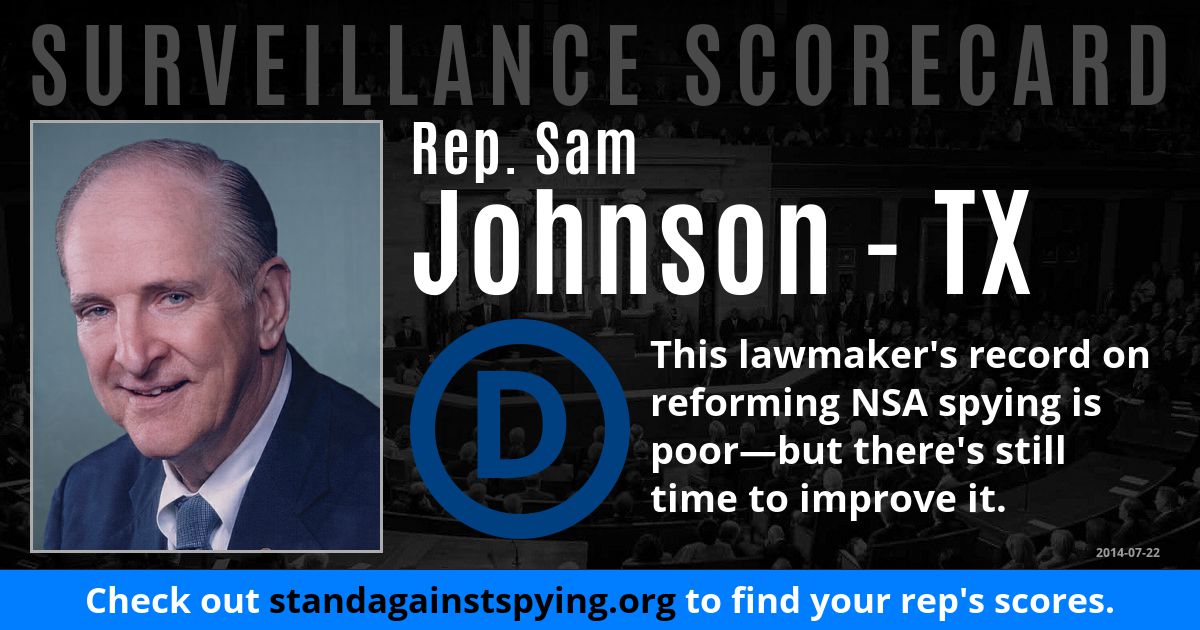 SURVEILLANCE SCORECARD
Rep. Sam
Johnson - TX
D
This lawmaker's record on
reforming NSA spying is
poor—but there's still
time to improve it.
2014-07-22
Check out standagainstspying.org to find your rep's scores.